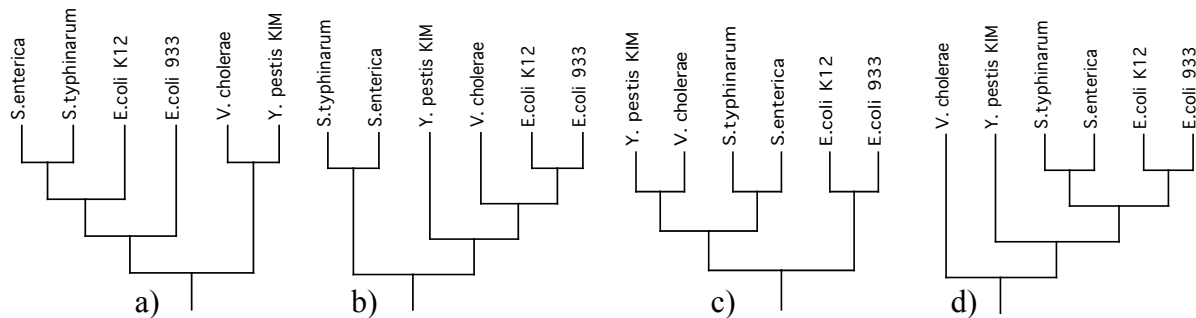 S.enterica
S.typhinarum
E.coli K12
E.coli 933
V. cholerae
Y. pestis KIM
a)
S.typhinarum
S.enterica
Y. pestis KIM
V. cholerae
E.coli K12
E.coli 933
b)
Y. pestis KIM
V. cholerae
S.typhinarum
S.enterica
E.coli K12
E.coli 933
c)
V. cholerae
Y. pestis KIM
S.typhinarum
S.enterica
E.coli K12
E.coli 933
d)